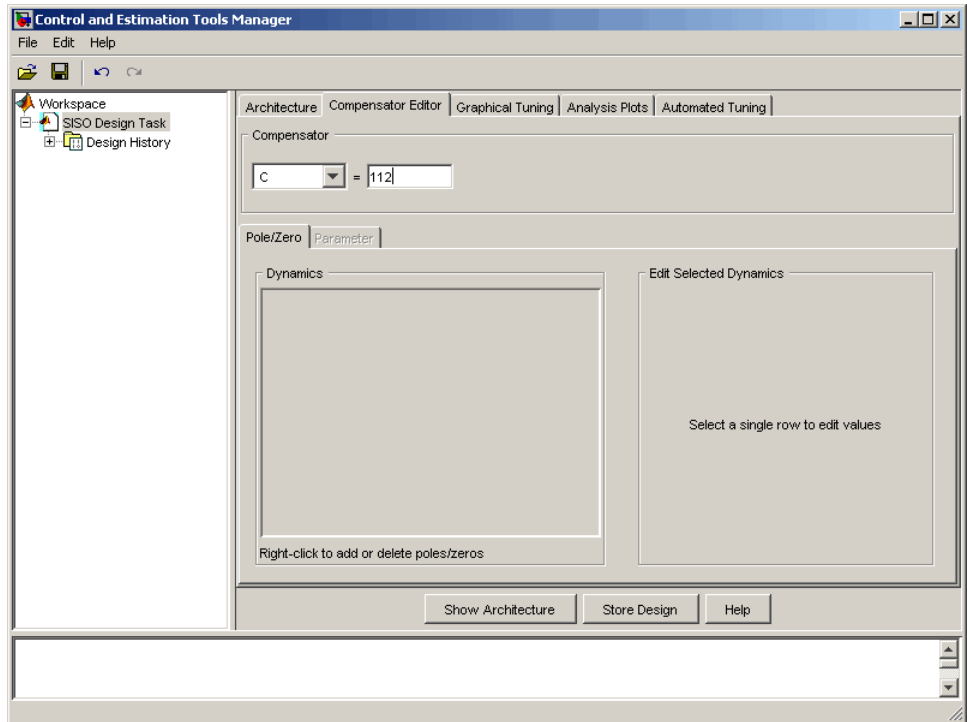 Control and Estimation Tools Manager
File Edit Help
Workspace
SISO Design Task
Design History
Architecture Compensator Editor Graphical Tuning Analysis Plots Automated Tuning
Compensator
C = 112
Pole/Zero Parameter
Dynamics
Edit Selected Dynamics
Select a single row to edit values
Right-click to add or delete poles/zeros
Show Architecture Store Design Help